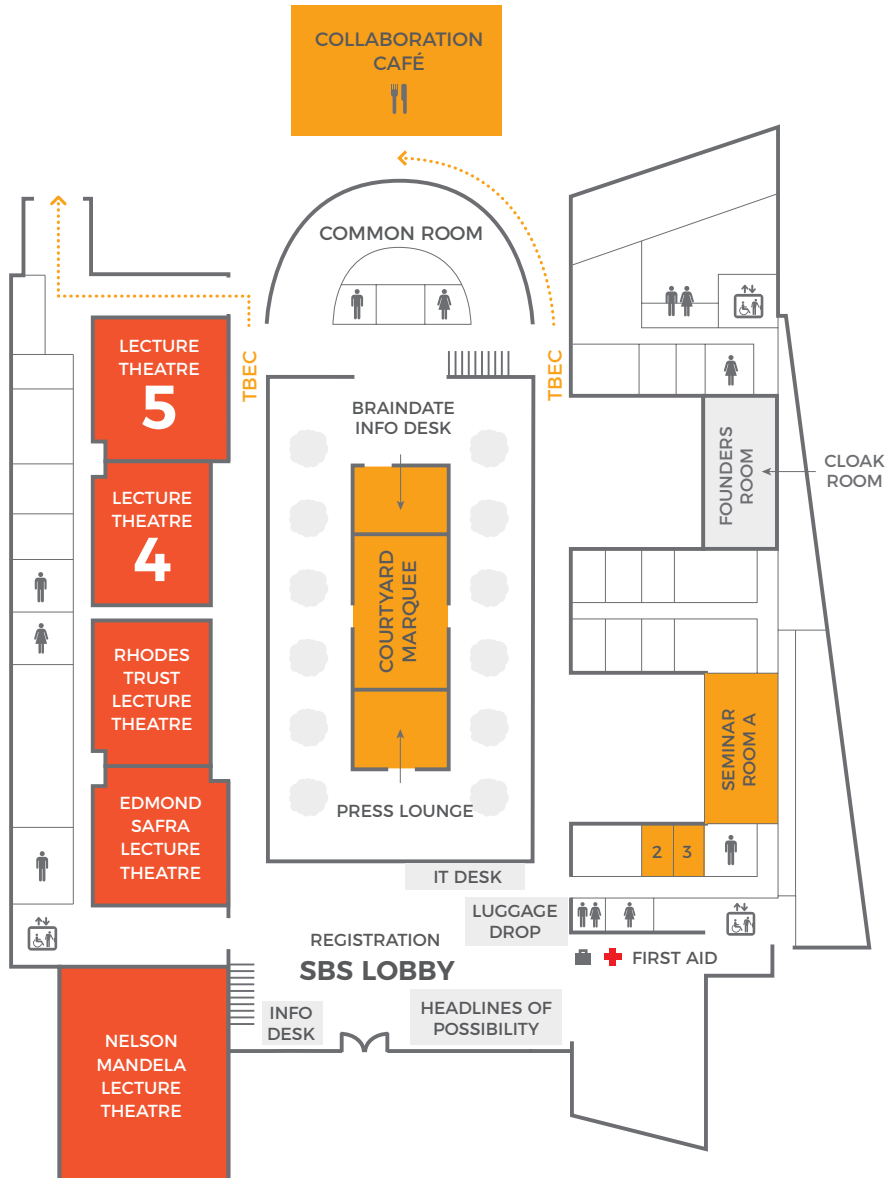 COLLABORATION
CAFÉ
COMMON ROOM
TBEC
TBEC
LECTURE
THEATRE
5
BRAINDATE
INFO DESK
FOUNDERS
ROOM
CLOAK
ROOM
LECTURE
THEATRE
4
COURTYARD
MARQUEE
RHODES
TRUST
LECTURE
THEATRE
SEMINAR
ROOM A
EDMOND
SAFRA
LECTURE
THEATRE
PRESS LOUNGE
2
3
IT DESK
LUGGAGE
DROP
REGISTRATION
SBS LOBBY
FIRST AID
INFO
DESK
HEADLINES OF
POSSIBILITY
NELSON
MANDELA
LECTURE
THEATRE